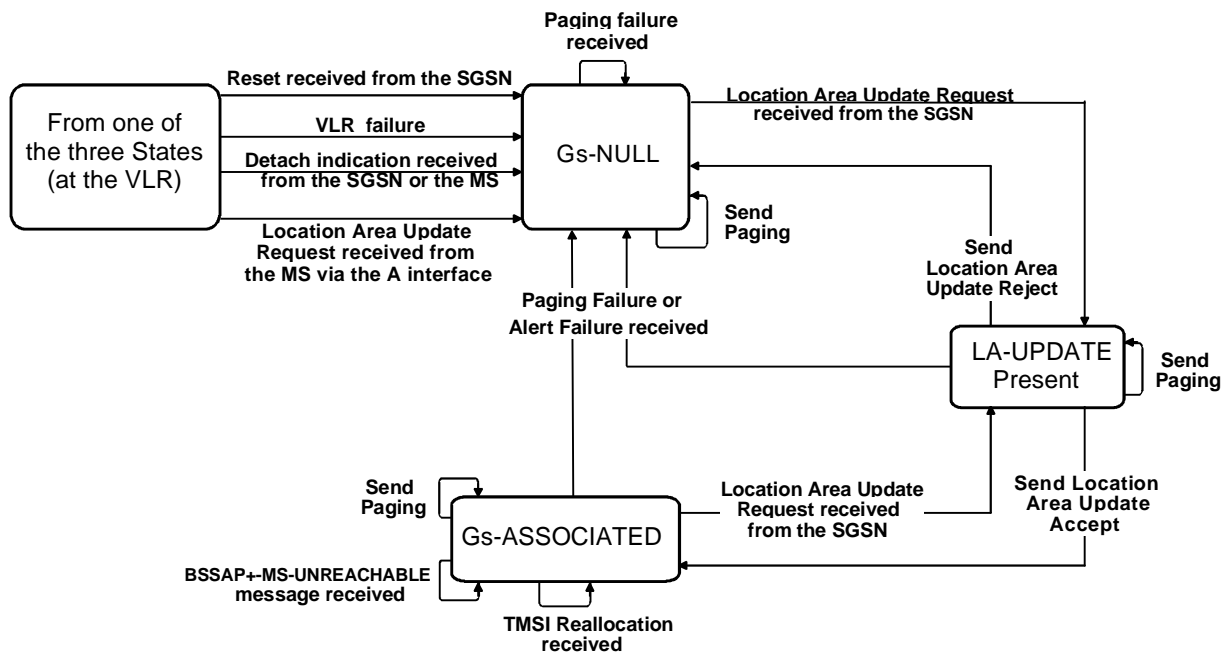 Paging failure
received
Reset received from the SGSN
From one of
the three States
(at the VLR)
VLR failure
Detach indication received
from the SGSN or the MS
Location Area Update
Request received from
the MS via the A interface
Gs-NULL
Location Area Update Request
received from the SGSN
Send
Paging
Send
Location Area
Update Reject
Paging Failure or
Alert Failure received
LA-UPDATE
Present
Send
Paging
Send
Paging
Gs-ASSOCIATED
Location Area Update
Request received
from the SGSN
Send Location
Area Update
Accept
BSSAP+-MS-UNREACHABLE
message received
TMSI Reallocation
received